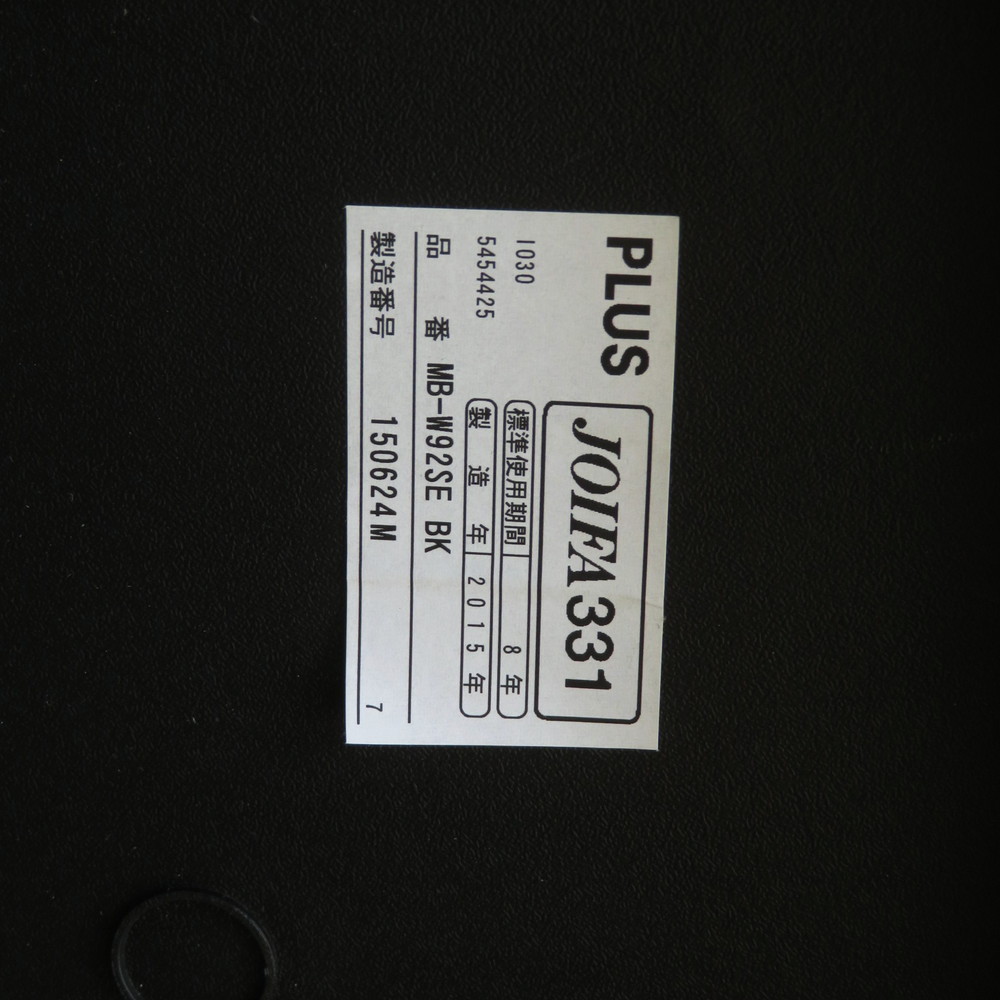 PLUS
JOIFA331
1030
標準使用期間 8年
5454425
製造年 2015年
品番 MB-W92SE BK
製造番号 150624M 7